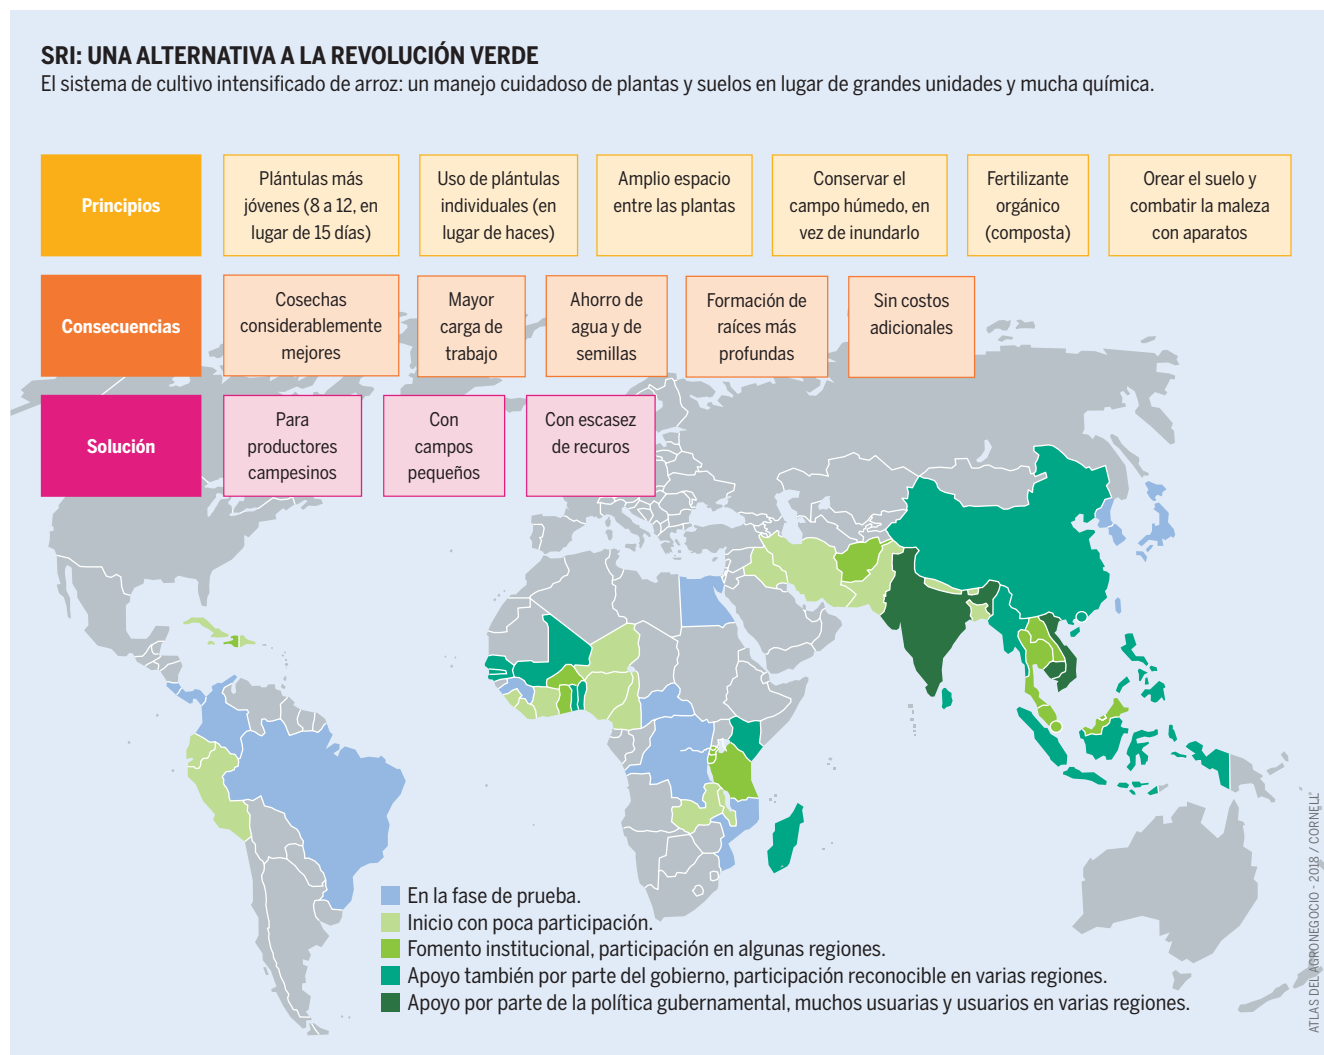 SRI: UNA ALTERNATIVA A LA REVOLUCIÓN VERDE
El sistema de cultivo intensificado de arroz: un manejo cuidadoso de plantas y suelos en lugar de grandes unidades y mucha química.
Principios
Plántulas más
jóvenes (8 a 12, en
lugar de 15 días)
Uso de plántulas
individuales (en
lugar de haces)
Amplio espacio
entre las plantas
Conservar el
campo húmedo, en
vez de inundarlo
Fertilizante
orgánico
(composta)
Orear el suelo y
combatir la maleza
con aparatos
Consecuencias
Cosechas
considerablemente
mejores
Mayor
carga de
trabajo
Ahorro de
agua y de
semillas
Formación de
raíces más
profundas
Sin costos
adicionales
Solución
Para
productores
campesinos
Con
campos
pequeños
Con escasez
de recuros
En la fase de prueba.
Inicio con poca participación.
Fomento institucional, participación en algunas regiones.
Apoyo también por parte del gobierno, participación reconocible en varias regiones.
Apoyo por parte de la política gubernamental, muchos usuarias y usuarios en varias regiones.
ATLAS DEL AGRONEGOCIO - 2018 / CORNELL